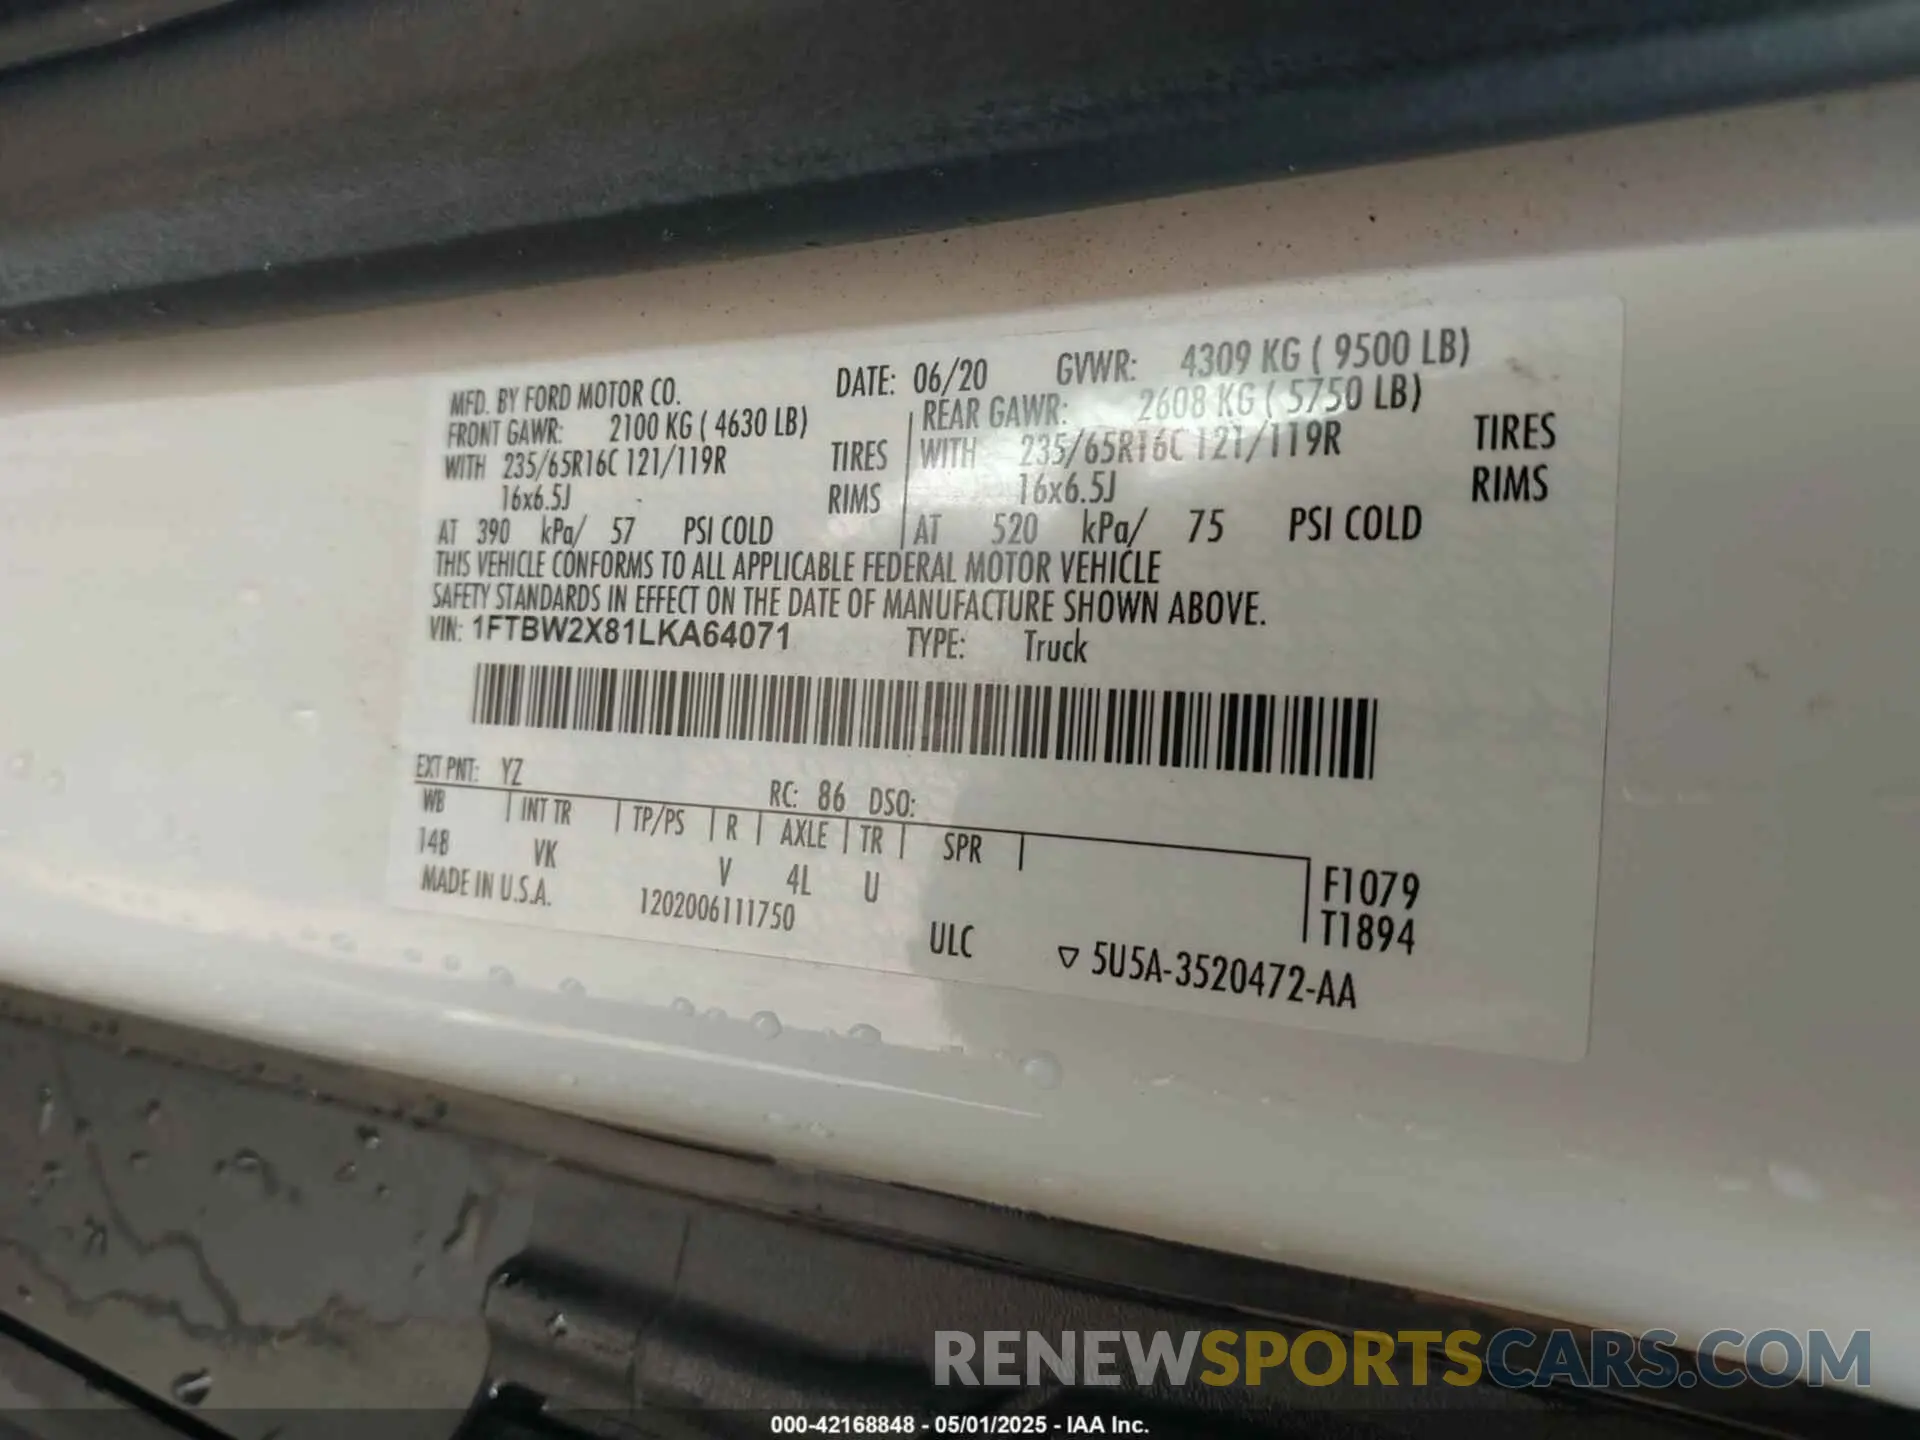 MFD. BY FORD MOTOR CO. DATE: 06/20 GVWR: 4309 KG ( 9500 LB)
FRONT GAWR: 2100 KG ( 4630 LB) REAR GAWR: 2608 KG ( 5750 LB)
WITH 235/65R16C 121/119R TIRES WITH 235/65R16C 121/119R TIRES
16x6.5J RIMS 16x6.5J RIMS
AT 390 kPa/ 57 PSI COLD AT 520 kPa/ 75 PSI COLD
THIS VEHICLE CONFORMS TO ALL APPLICABLE FEDERAL MOTOR VEHICLE
SAFETY STANDARDS IN EFFECT ON THE DATE OF MANUFACTURE SHOWN ABOVE.
VIN: 1FTBW2X81LKA64071 TYPE: Truck
EXT PNT: YZ RC: 86 DSO:
WB INT TR TP/PS R AXLE TR SPR
148 VK V 4L U F1079
MADE IN U.S.A. 1202006111750 T1894
ULC ▽ 5U5A-3520472-AA
RENEWSPORTSCARS.COM
000-42168848 - 05/01/2025 - IAA Inc.